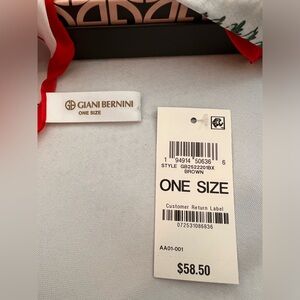 GIANI BERNINI
ONE SIZE
1 94914 50636 6
STYLE GB2522201BX
BROWN
ONE SIZE
Customer Return Label
072531086836
AA01-001
$58.50